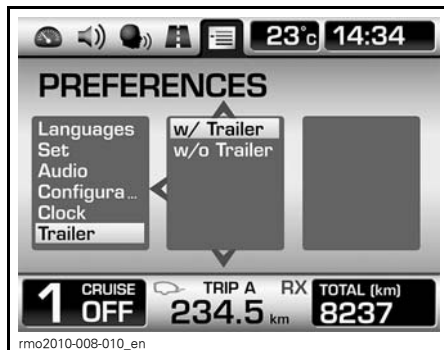 23°c 14:34
PREFERENCES
Languages
Set
Audio
Configura...
Clock
Trailer
w/ Trailer
w/o Trailer
1 CRUISE OFF
TRIP A RX
234.5 km
TOTAL (km)
8237
rmo2010-008-010_en